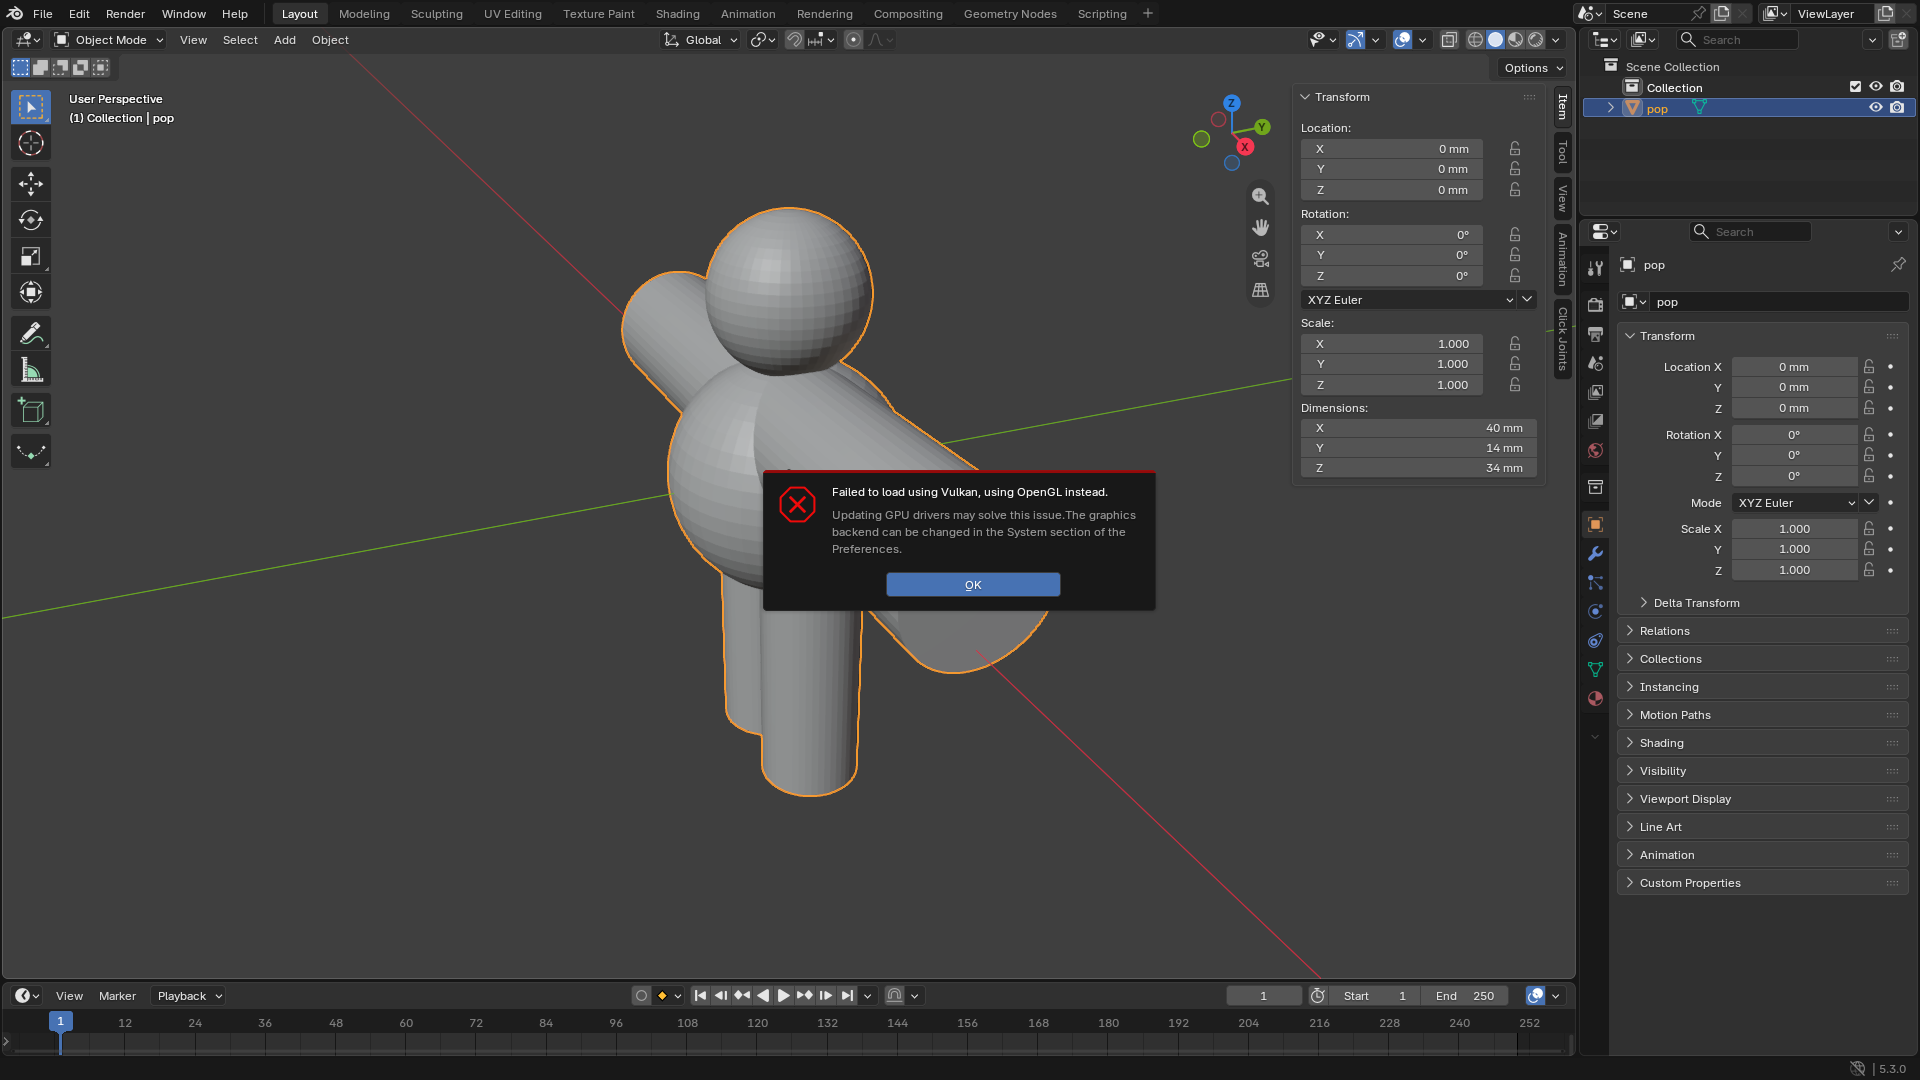 File Edit Render Window Help Layout Modeling Sculpting UV Editing Texture Paint Shading Animation Rendering Compositing Geometry Nodes Scripting + Scene ViewLayer
Object Mode View Select Add Object Global Search
Options
User Perspective
(1) Collection | pop
Z
Y
X
Transform
Location:
X 0 mm
Y 0 mm
Z 0 mm
Rotation:
X 0°
Y 0°
Z 0°
XYZ Euler
Scale:
X 1.000
Y 1.000
Z 1.000
Dimensions:
X 40 mm
Y 14 mm
Z 34 mm
Item
Tool
View
Animation
Click Joints
Scene Collection
Collection
pop
Search
pop
pop
Transform
Location X 0 mm
Y 0 mm
Z 0 mm
Rotation X 0°
Y 0°
Z 0°
Mode XYZ Euler
Scale X 1.000
Y 1.000
Z 1.000
Delta Transform
Relations
Collections
Instancing
Motion Paths
Shading
Visibility
Viewport Display
Line Art
Animation
Custom Properties
Failed to load using Vulkan, using OpenGL instead.
Updating GPU drivers may solve this issue.The graphics
backend can be changed in the System section of the
Preferences.
OK
View Marker Playback 1 Start 1 End 250
1 12 24 36 48 60 72 84 96 108 120 132 144 156 168 180 192 204 216 228 240 252
5.3.0